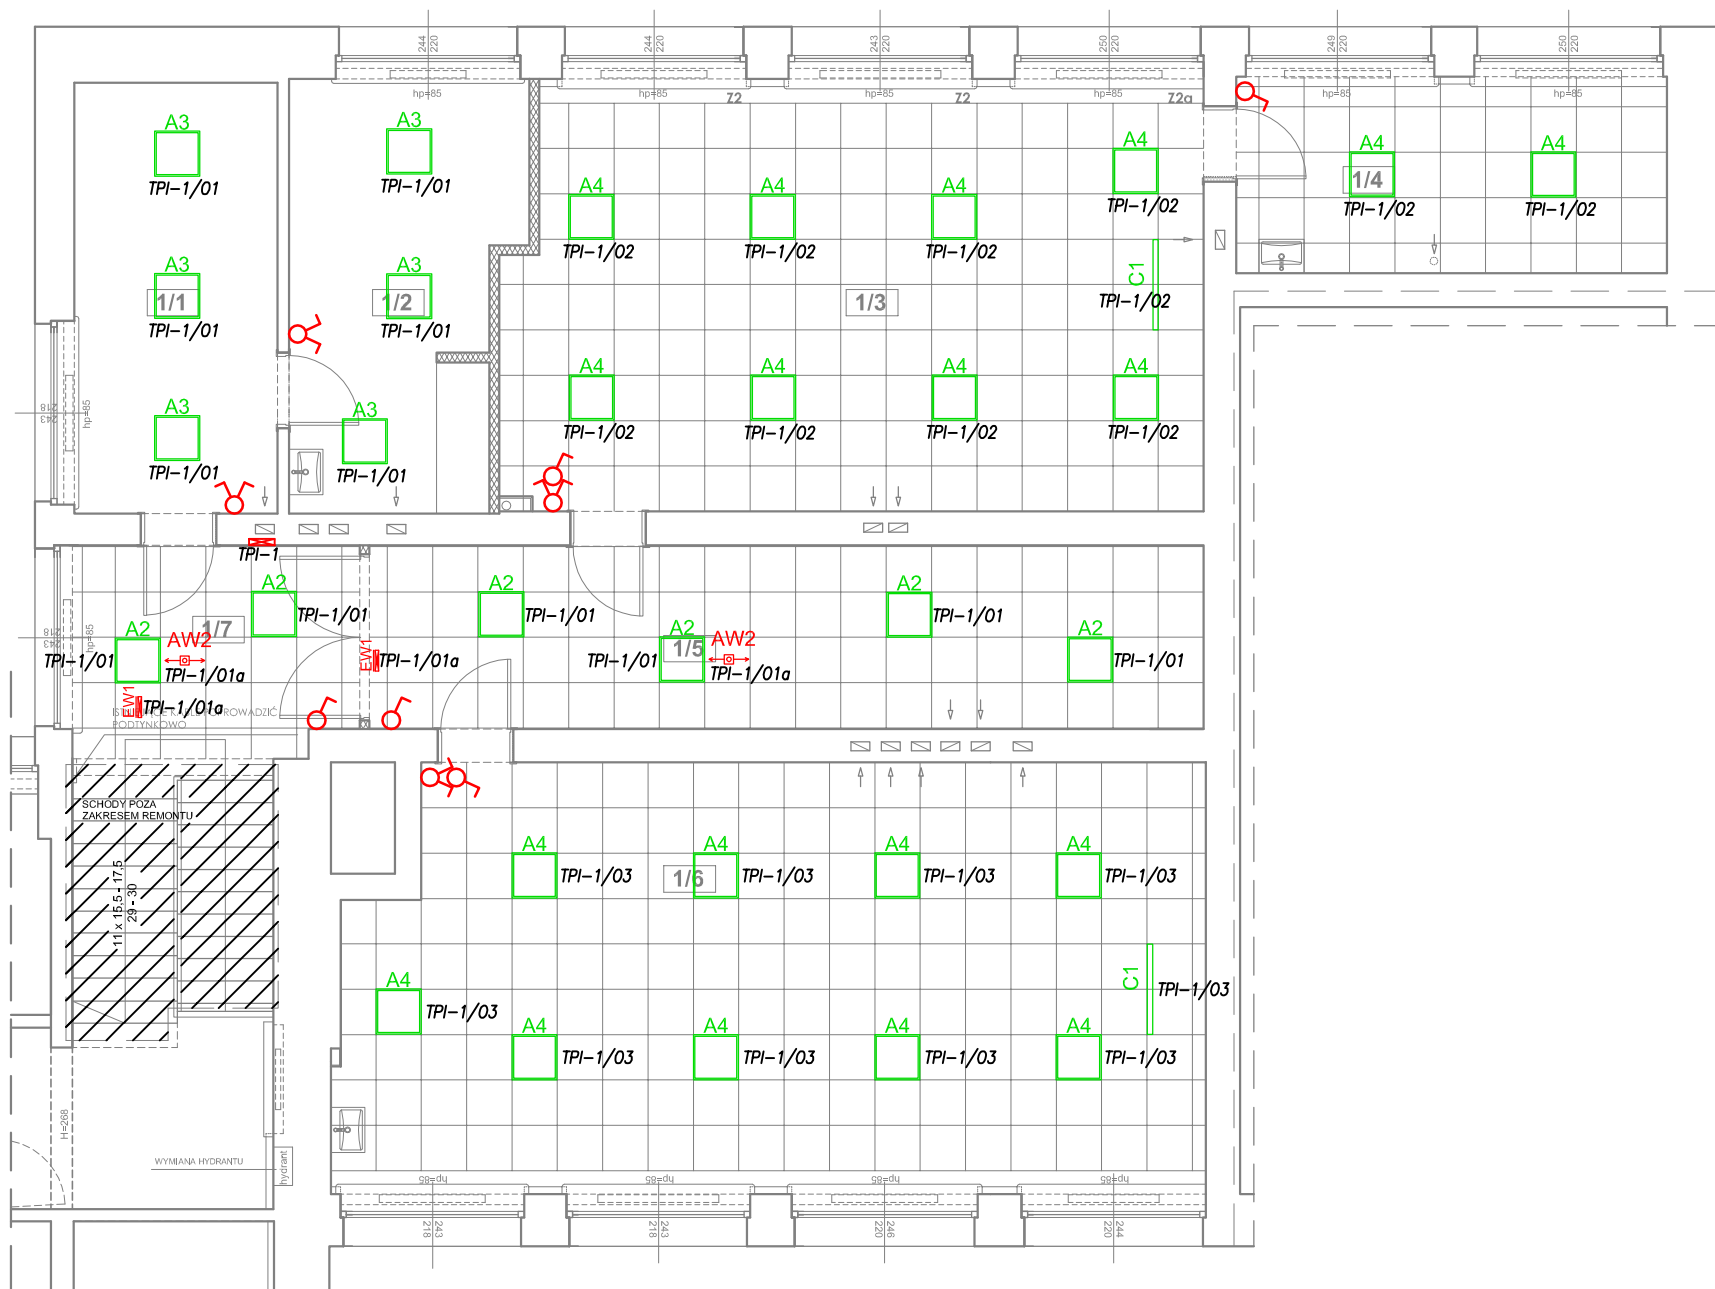 244
220
244
220
243
220
250
220
249
220
250
220
hp=85
hp=85
hp=85
hp=85
hp=85
hp=85
Z2
Z2
Z2a
A3
TPI-1/01
A3
TPI-1/01
A4
TPI-1/02
A4
TPI-1/02
A4
TPI-1/02
A4
TPI-1/02
A4
TPI-1/02
1/4
A4
TPI-1/02
A3
1/1
TPI-1/01
A3
1/2
TPI-1/01
1/3
C1
TPI-1/02
A3
TPI-1/01
A3
TPI-1/01
A4
TPI-1/02
A4
TPI-1/02
A4
TPI-1/02
A4
TPI-1/02
218
243
hp=85
TPI-1
A2
TPI-1/01
A2
TPI-1/01
A2
TPI-1/01
218
243
hp=85
1/7
A2
TPI-1/01
AW2
TPI-1/01a
EW1
TPI-1/01a
A2
1/5
TPI-1/01
AW2
TPI-1/01a
A2
TPI-1/01
EW1
TPI-1/01a
PODTYNKOWO
SCHODY POZA
ZAKRESEM REMONTU
11 x 15,5 - 17,5
29 - 30
A4
TPI-1/03
A4
TPI-1/03
1/6
A4
TPI-1/03
A4
TPI-1/03
A4
TPI-1/03
C1
TPI-1/03
A4
TPI-1/03
A4
TPI-1/03
A4
TPI-1/03
A4
TPI-1/03
H=268
WYMIANA HYDRANTU
hydrant
hp=85
hp=85
hp=85
hp=85
243
218
243
218
246
220
244
220